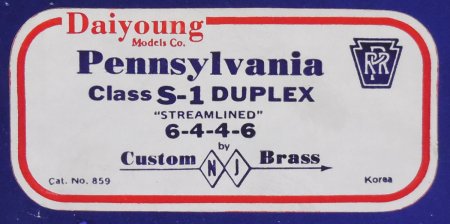 Daiyoung
Models Co.
PRR
Pennsylvania
Class S-1 DUPLEX
"STREAMLINED"
6-4-4-6
by
Custom NJ Brass
Cat. No. 859
Korea